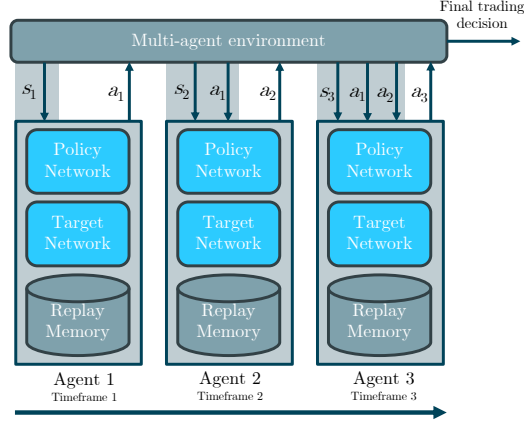 Final trading
decision
Multi-agent environment
s1 a1 s2 a1 a2 s3 a1 a2 a3
Policy
Network
Target
Network
Replay
Memory
Policy
Network
Target
Network
Replay
Memory
Policy
Network
Target
Network
Replay
Memory
Agent 1
Timeframe 1
Agent 2
Timeframe 2
Agent 3
Timeframe 3